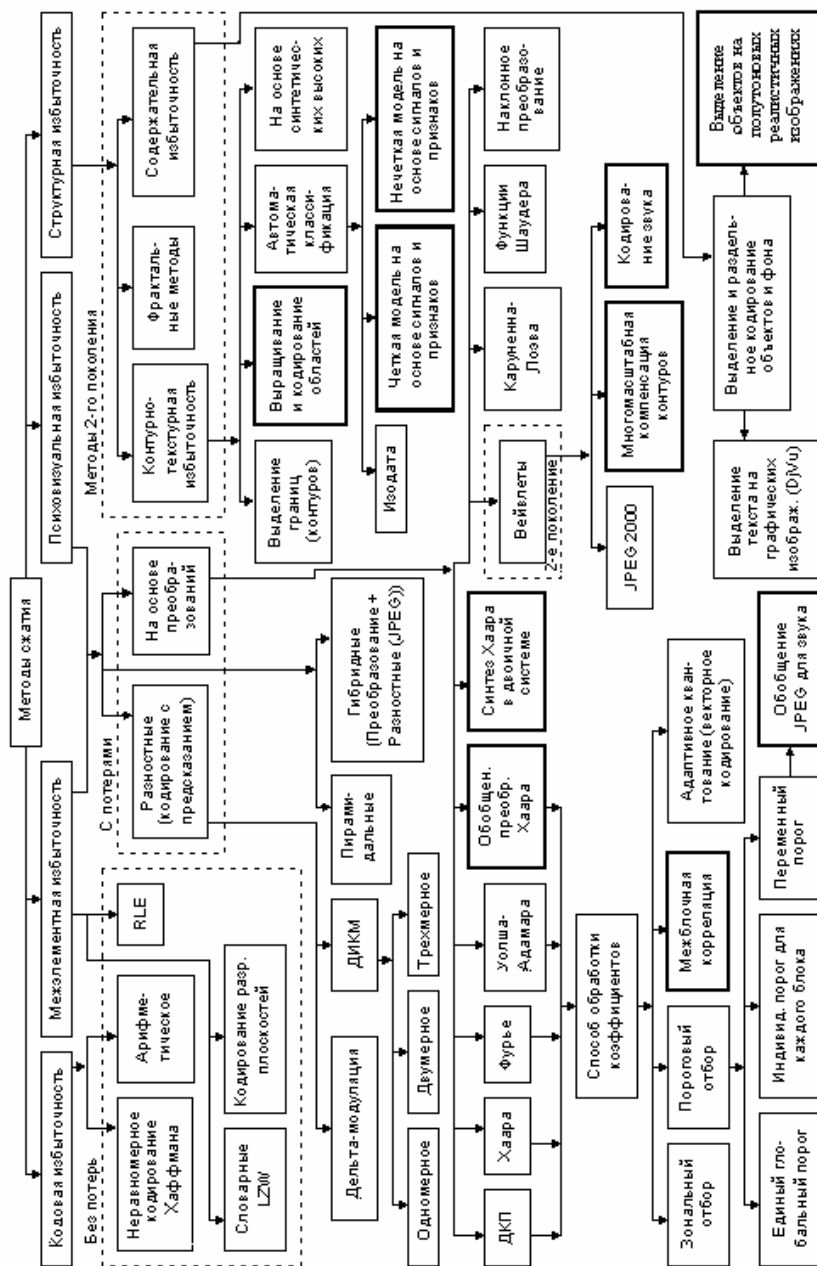 Методы сжатия
Кодовая избыточность
Межэлементная избыточность
Психовизуальная избыточность
Структурная избыточность
Без потерь
С потерями
Методы 2-го поколения
Неравномерное
кодирование
Хаффмана
Арифме-
тическое
RLE
Разностные
(кодирование с
предсказанием)
На основе
преобра-
зований
Контурно-
текстурная
избыточность
Фракталь-
ные методы
Содержательная
избыточность
Словарные
LZW
Кодирование разр.
плоскостей
Выделение
границ
(контуров)
Выращивание
и кодирование
областей
Автома-
тическая
класси-
фикация
На основе
синтетичес-
ких высоких
Дельта-модуляция
ДИКМ
Пирами-
дальные
Гибридные
(Преобразование +
Разностные (JPEG))
Изодата
Четкая модель на
основе сигналов и
признаков
Нечеткая модель на
основе сигналов и
признаков
Одномерное
Двумерное
Трехмерное
ДКП
Хаара
Фурье
Уолша-
Адамара
Обобщен.
преобр.
Хаара
Синтез Хаара
в двоичной
системе
Вейвлеты
2-е поколение
Карунена-
Лоэва
Функции
Шаудера
Наклонное
преобразо-
вание
Способ обработки
коэффициентов
JPEG 2000
Многомасштабная
компенсация
контуров
Кодирова-
ние звука
Зональный
отбор
Пороговый
отбор
Межблочная
корреляция
Адаптивное кван-
тование (векторное
кодирование)
Выделение
текста на
графических
изображ. (DjVu)
Выделение и раздель-
ное кодирование
объектов и фона
Выделение
объектов на
полутоновых
реалистичных
изображениях
Единый гло-
бальный порог
Индивид. порог для
каждого блока
Переменный
порог
Обобщение
JPEG для звука